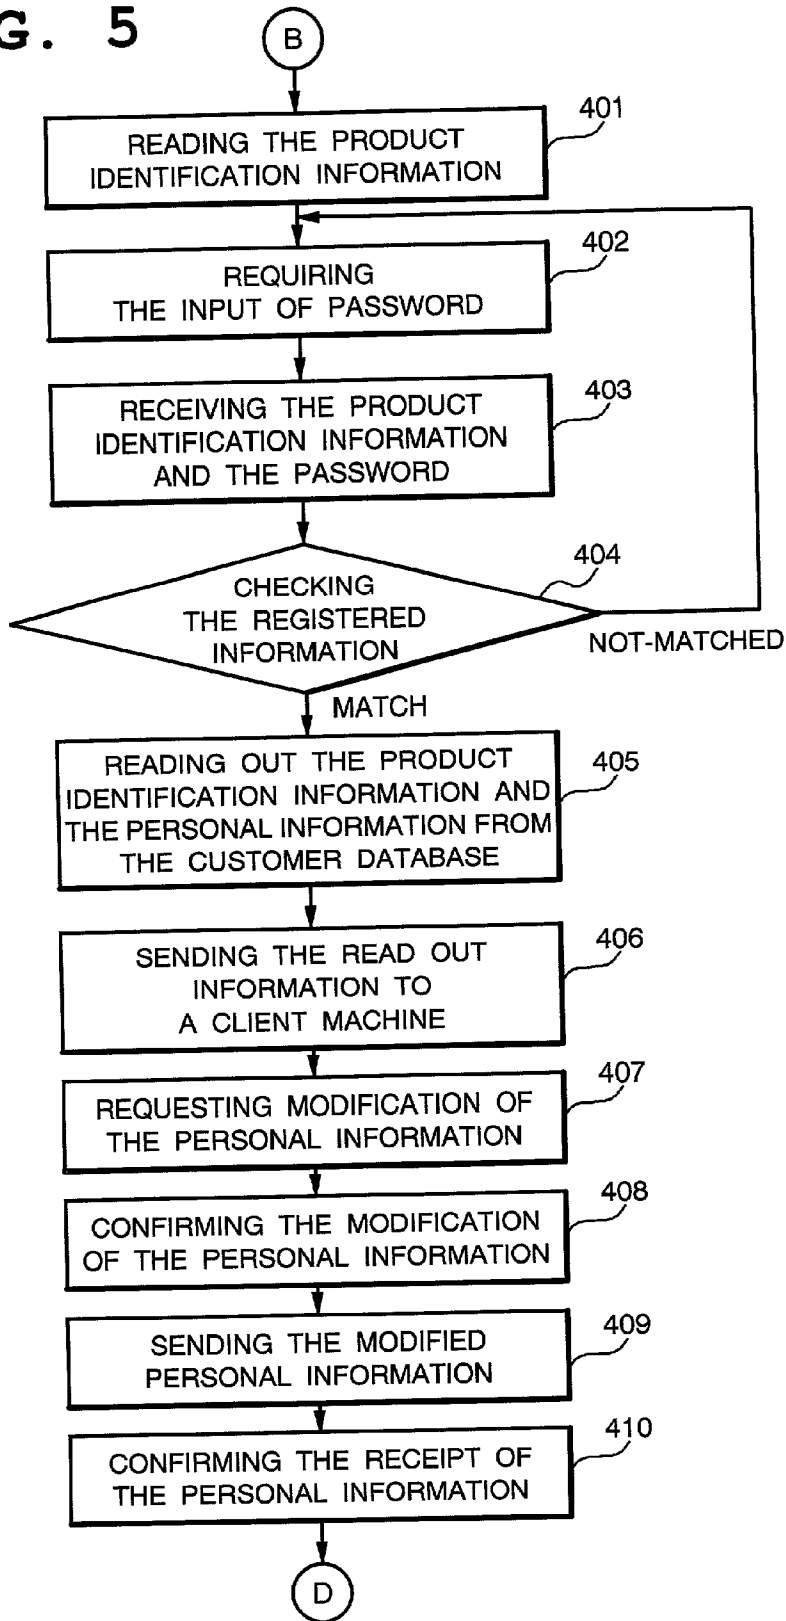 G. 5
B
401
READING THE PRODUCT
IDENTIFICATION INFORMATION
402
REQUIRING
THE INPUT OF PASSWORD
403
RECEIVING THE PRODUCT
IDENTIFICATION INFORMATION
AND THE PASSWORD
404
CHECKING
THE REGISTERED
INFORMATION
NOT-MATCHED
MATCH
405
READING OUT THE PRODUCT
IDENTIFICATION INFORMATION AND
THE PERSONAL INFORMATION FROM
THE CUSTOMER DATABASE
406
SENDING THE READ OUT
INFORMATION TO
A CLIENT MACHINE
407
REQUESTING MODIFICATION OF
THE PERSONAL INFORMATION
408
CONFIRMING THE MODIFICATION
OF THE PERSONAL INFORMATION
409
SENDING THE MODIFIED
PERSONAL INFORMATION
410
CONFIRMING THE RECEIPT OF
THE PERSONAL INFORMATION
D